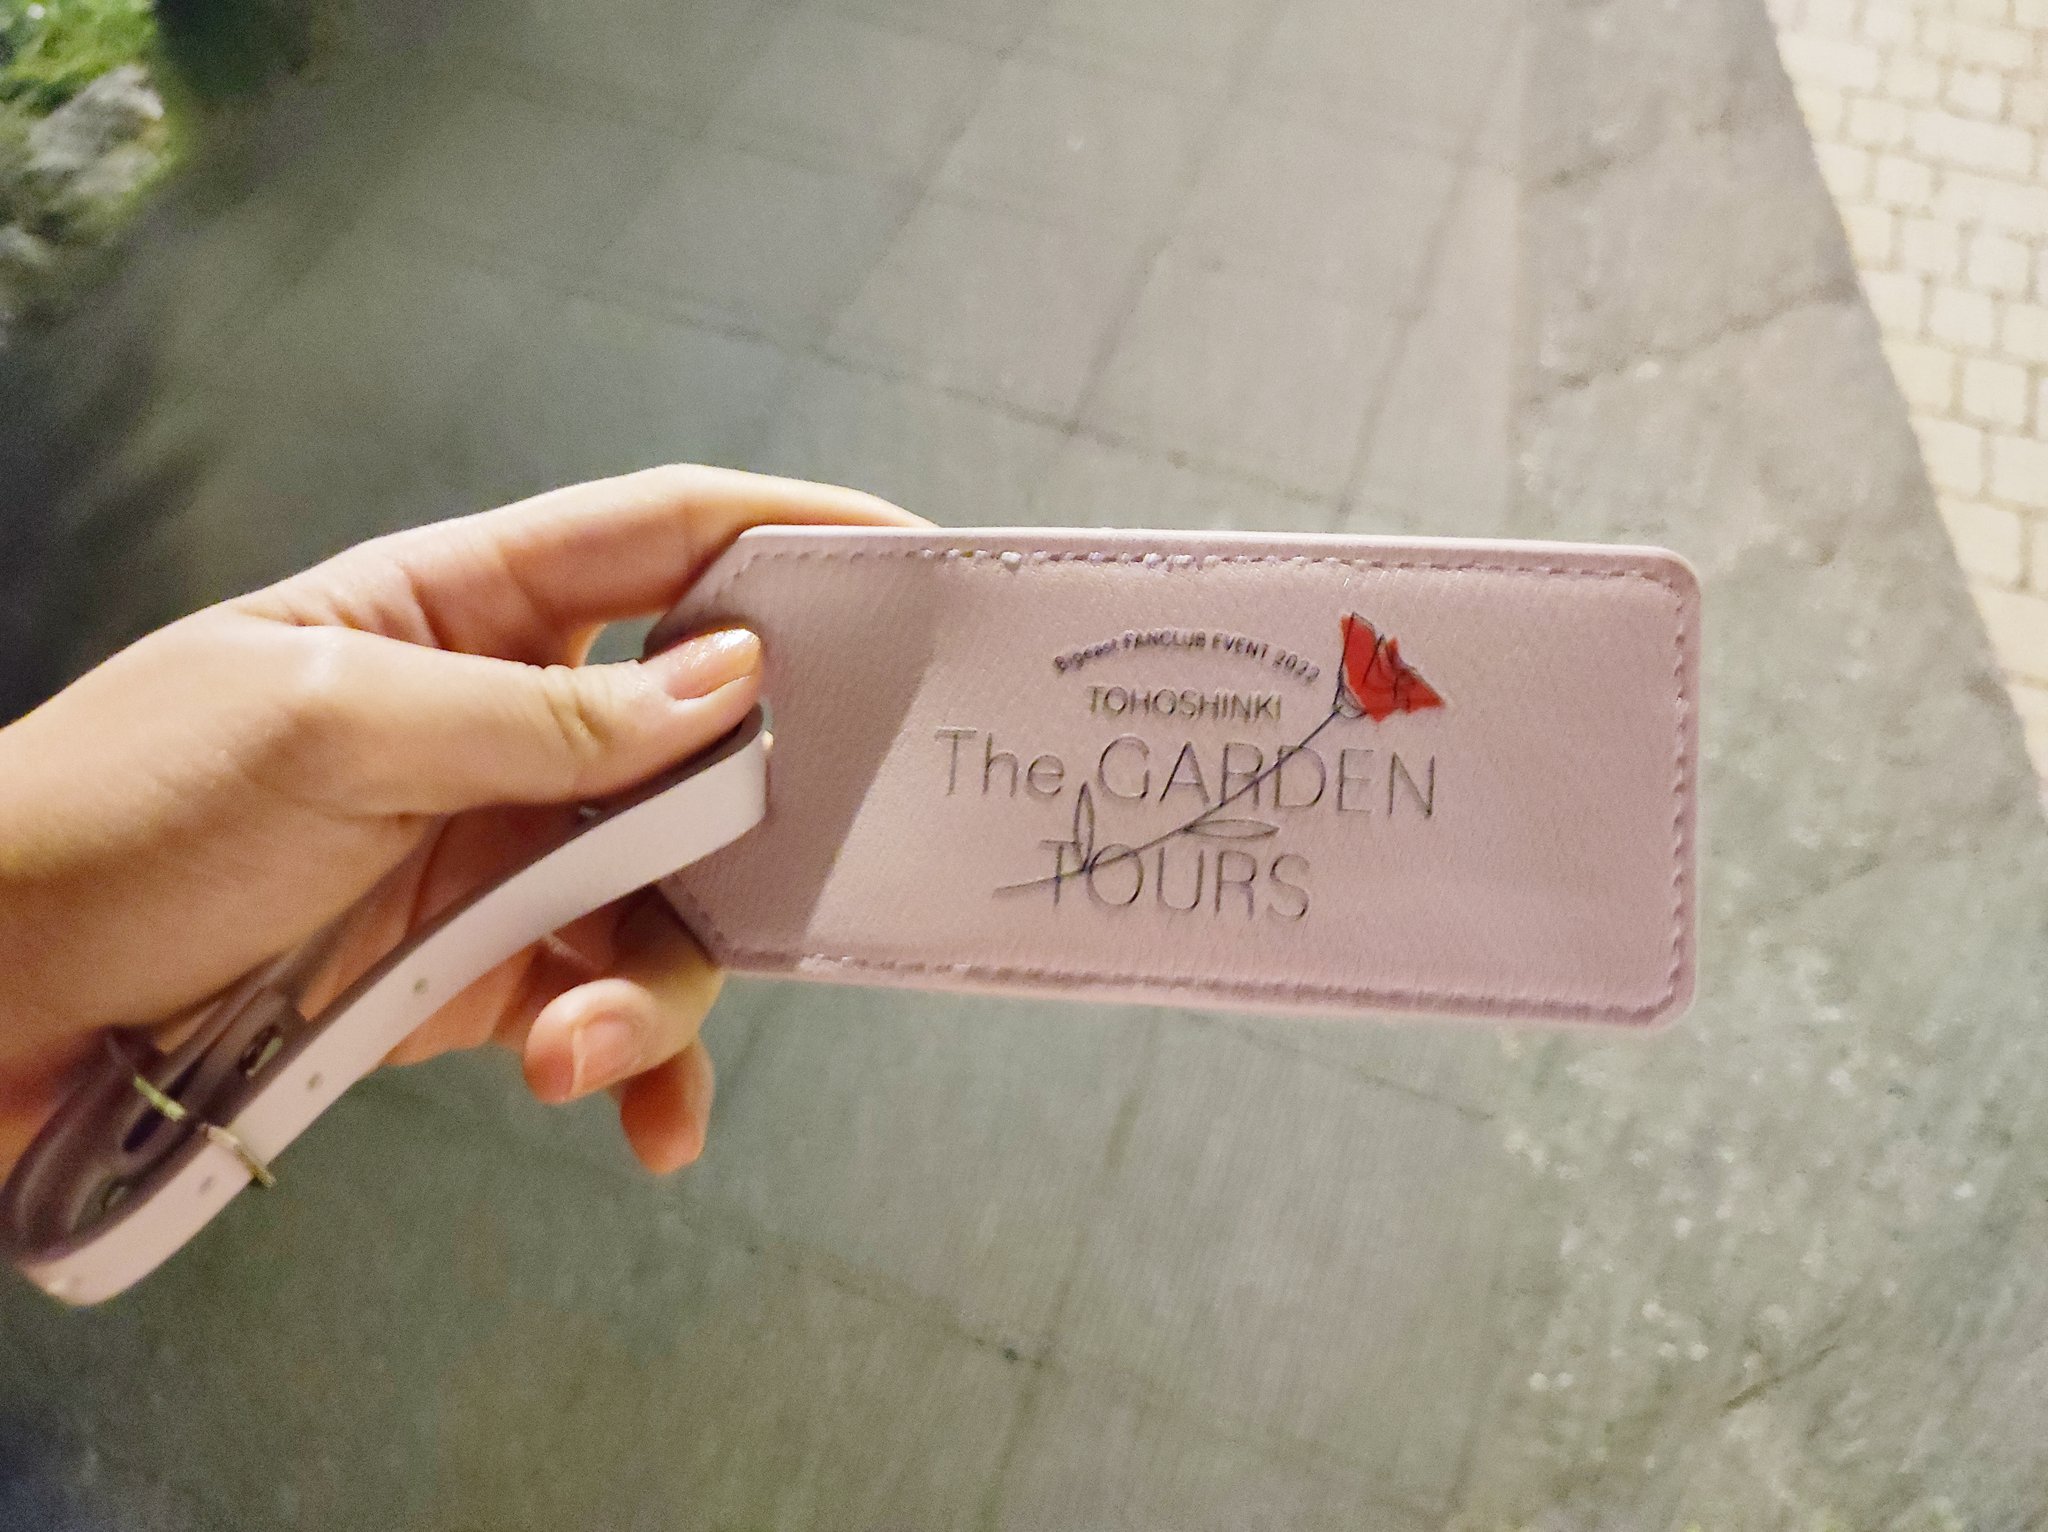 Bigeast FANCLUB EVENT 2022
TOHOSHINKI
The GARDEN
TOURS